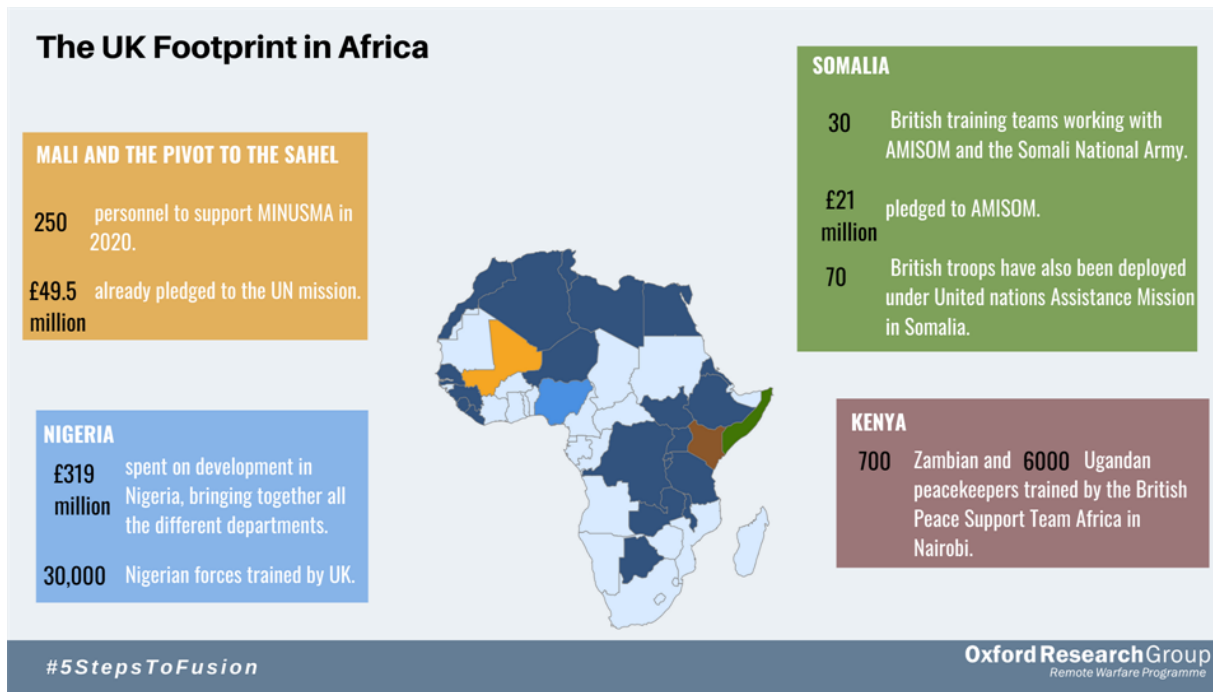 The UK Footprint in Africa
MALI AND THE PIVOT TO THE SAHEL
250 personnel to support MINUSMA in
2020.
£49.5 already pledged to the UN mission.
million
NIGERIA
£319 spent on development in
million Nigeria, bringing together all
the different departments.
30,000 Nigerian forces trained by UK.
SOMALIA
30 British training teams working with
AMISOM and the Somali National Army.
£21
million pledged to AMISOM.
70 British troops have also been deployed
under United nations Assistance Mission
in Somalia.
KENYA
700 Zambian and 6000 Ugandan
peacekeepers trained by the British
Peace Support Team Africa in
Nairobi.
#5StepsToFusion
Oxford Research Group
Remote Warfare Programme